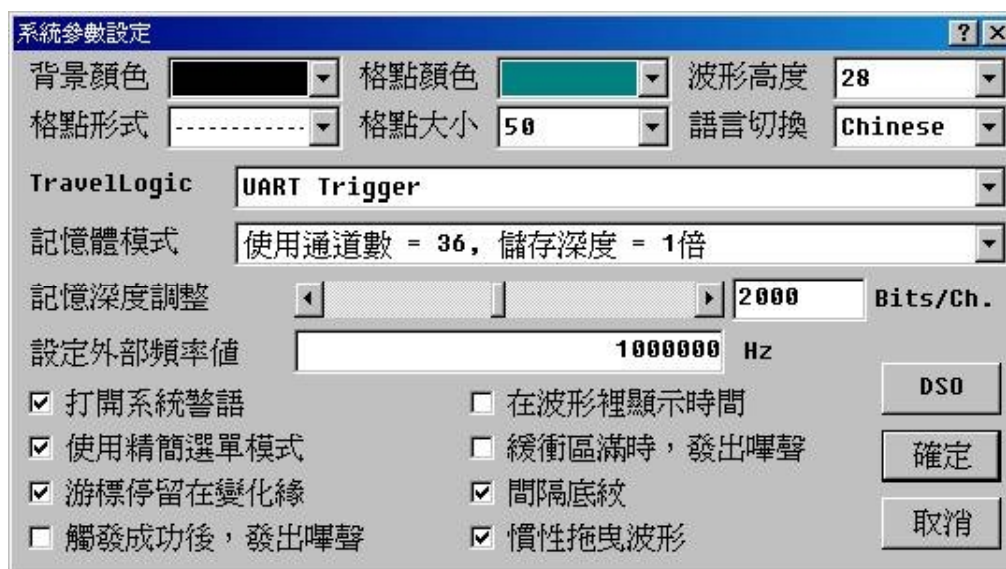 系統參數設定
背景顏色 格點顏色 波形高度 28
格點形式 格點大小 50 語言切換 Chinese
TravelLogic UART Trigger
記憶體模式 使用通道數 = 36, 儲存深度 = 1倍
記憶深度調整 2000 Bits/Ch.
設定外部頻率值 1000000 Hz
DSO
打開系統警語 在波形裡顯示時間
使用精簡選單模式 緩衝區滿時，發出嗶聲 確定
游標停留在變化緣 間隔底紋
觸發成功後，發出嗶聲 慣性拖曳波形 取消